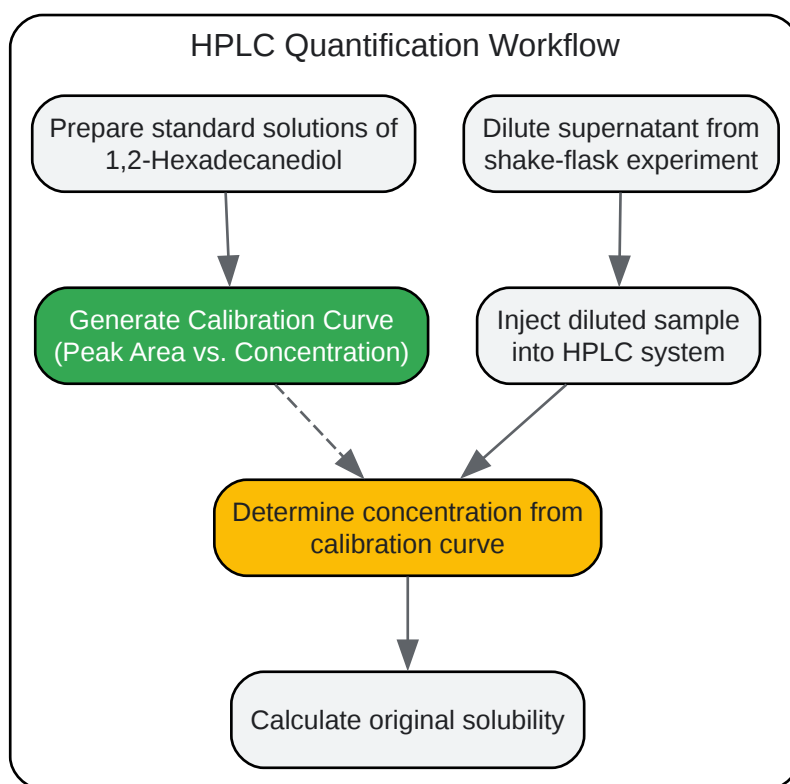 HPLC Quantification Workflow
Prepare standard solutions of
1,2-Hexadecanediol
Dilute supernatant from
shake-flask experiment
Generate Calibration Curve
(Peak Area vs. Concentration)
Inject diluted sample
into HPLC system
Determine concentration from
calibration curve
Calculate original solubility